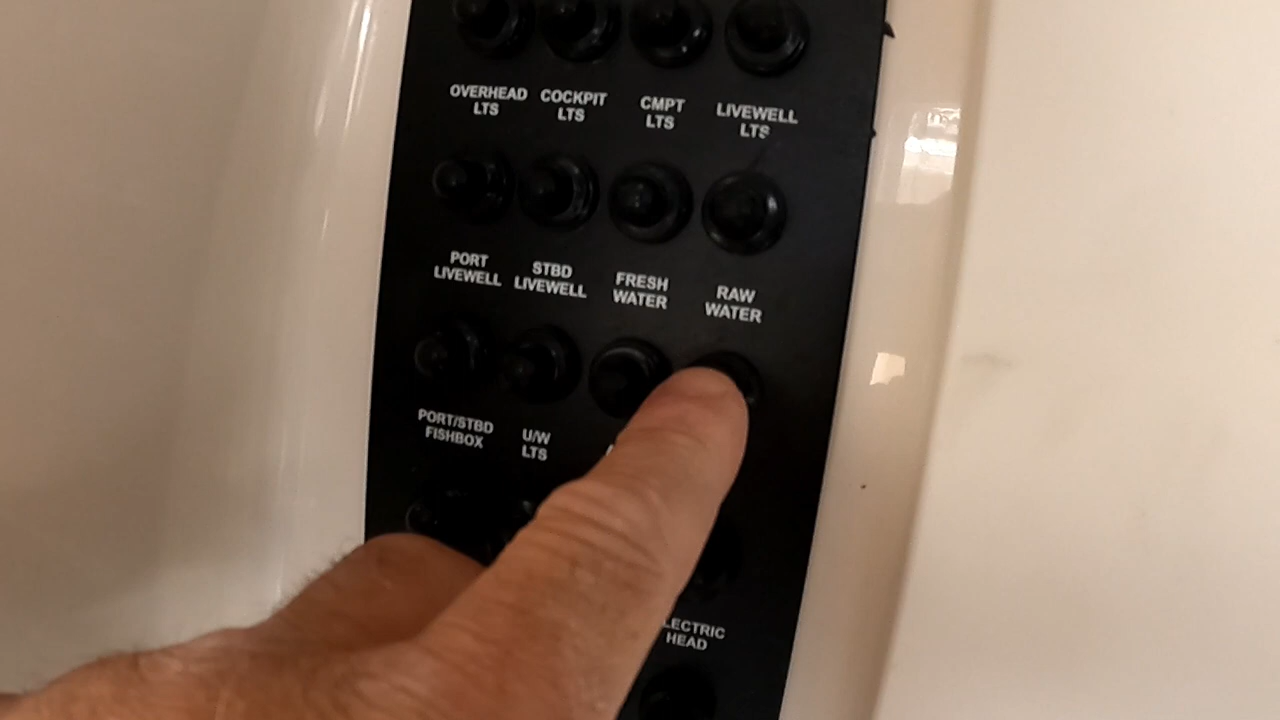 OVERHEAD
LTS
COCKPIT
LTS
CMPT
LTS
LIVEWELL
LTS
PORT
LIVEWELL
STBD
LIVEWELL
FRESH
WATER
RAW
WATER
PORT/STBD
FISHBOX
U/W
LTS
LECTRIC
HEAD